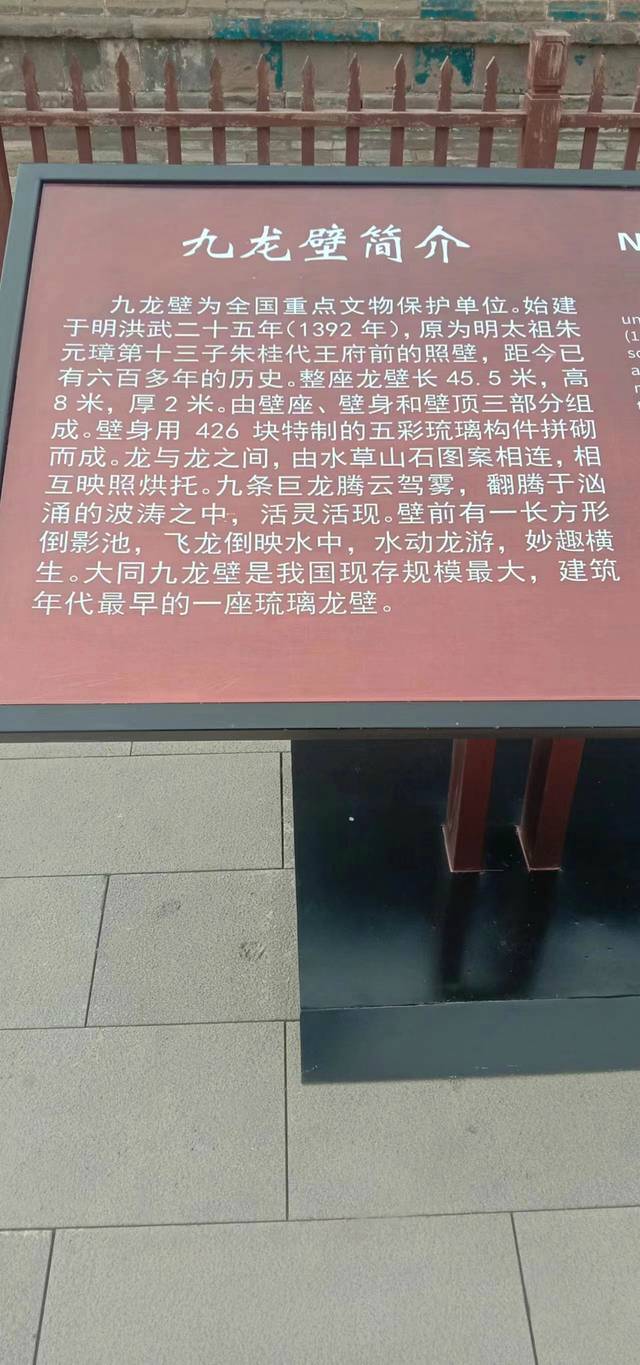 九龙壁简介
九龙壁为全国重点文物保护单位。始建
于明洪武二十五年(1392年)，原为明太祖朱
元璋第十三子朱桂代王府前的照壁，距今已
有六百多年的历史。整座龙壁长45.5米，高
8米，厚2米。由壁座、壁身和壁顶三部分组
成。壁身用 426 块特制的五彩琉璃构件拼砌
而成。龙与龙之间，由水草山石图案相连，相
互映照烘托。九条巨龙腾云驾雾，翻腾于汹
涌的波涛之中，活灵活现。壁前有一长方形
倒影池，飞龙倒映水中，水动龙游，妙趣横
生。大同九龙壁是我国现存规模最大，建筑
年代最早的一座琉璃龙壁。
N
un
(1
sc
a